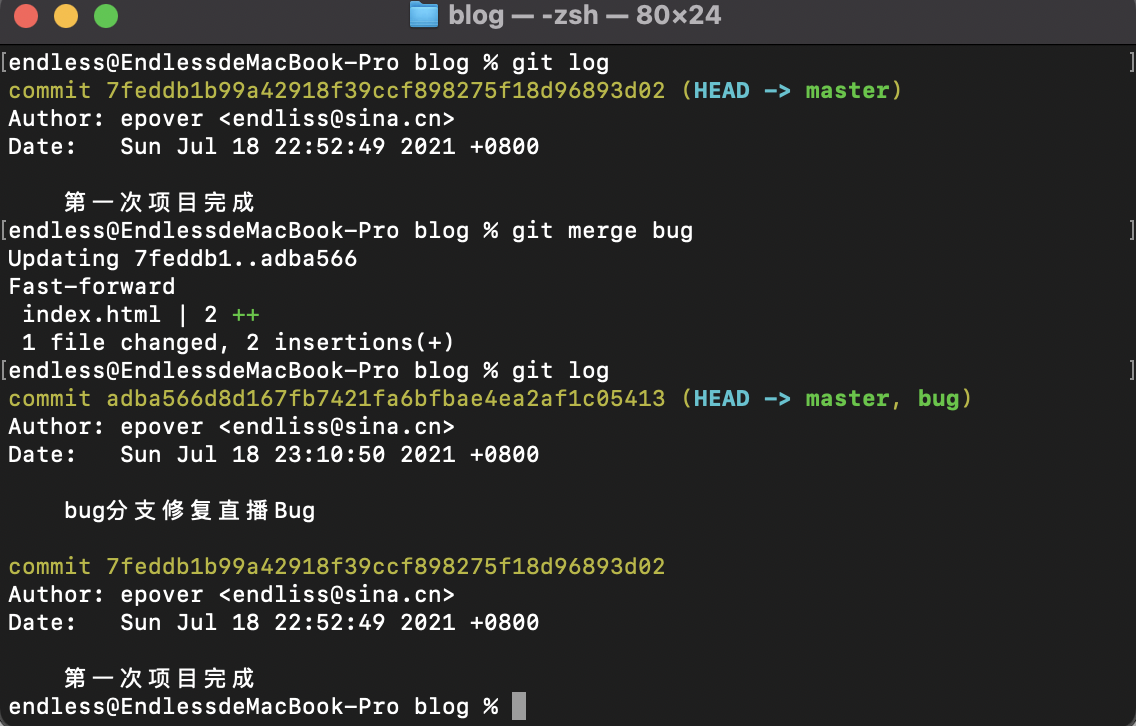 blog — -zsh — 80×24
[endless@EndlessdeMacBook-Pro blog % git log ]
commit 7feddb1b99a42918f39ccf898275f18d96893d02 (HEAD -> master)
Author: epover <endliss@sina.cn>
Date:   Sun Jul 18 22:52:49 2021 +0800
第一次项目完成
[endless@EndlessdeMacBook-Pro blog % git merge bug ]
Updating 7feddb1..adba566
Fast-forward
index.html | 2 ++
1 file changed, 2 insertions(+)
[endless@EndlessdeMacBook-Pro blog % git log ]
commit adba566d8d167fb7421fa6bfbae4ea2af1c05413 (HEAD -> master, bug)
Author: epover <endliss@sina.cn>
Date:   Sun Jul 18 23:10:50 2021 +0800
bug分支修复直播Bug
commit 7feddb1b99a42918f39ccf898275f18d96893d02
Author: epover <endliss@sina.cn>
Date:   Sun Jul 18 22:52:49 2021 +0800
第一次项目完成
endless@EndlessdeMacBook-Pro blog %